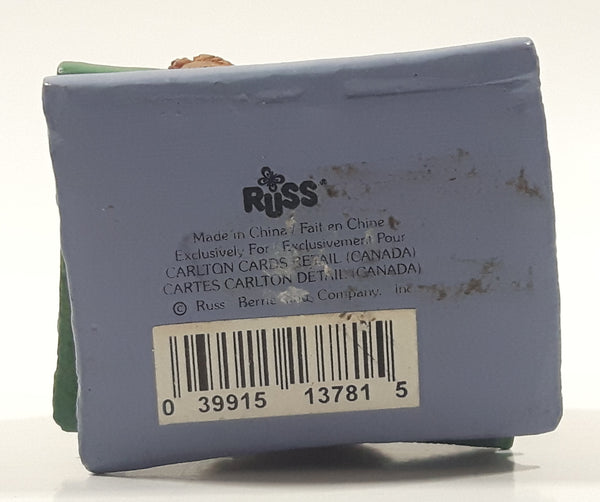 RUSS
Made in China / Fait en Chine
Exclusively For / Exclusivement Pour
CARLTON CARDS RETAIL (CANADA)
CARTES CARLTON DETAIL (CANADA)
© Russ Berrie and Company, Inc
0 39915 13781 5